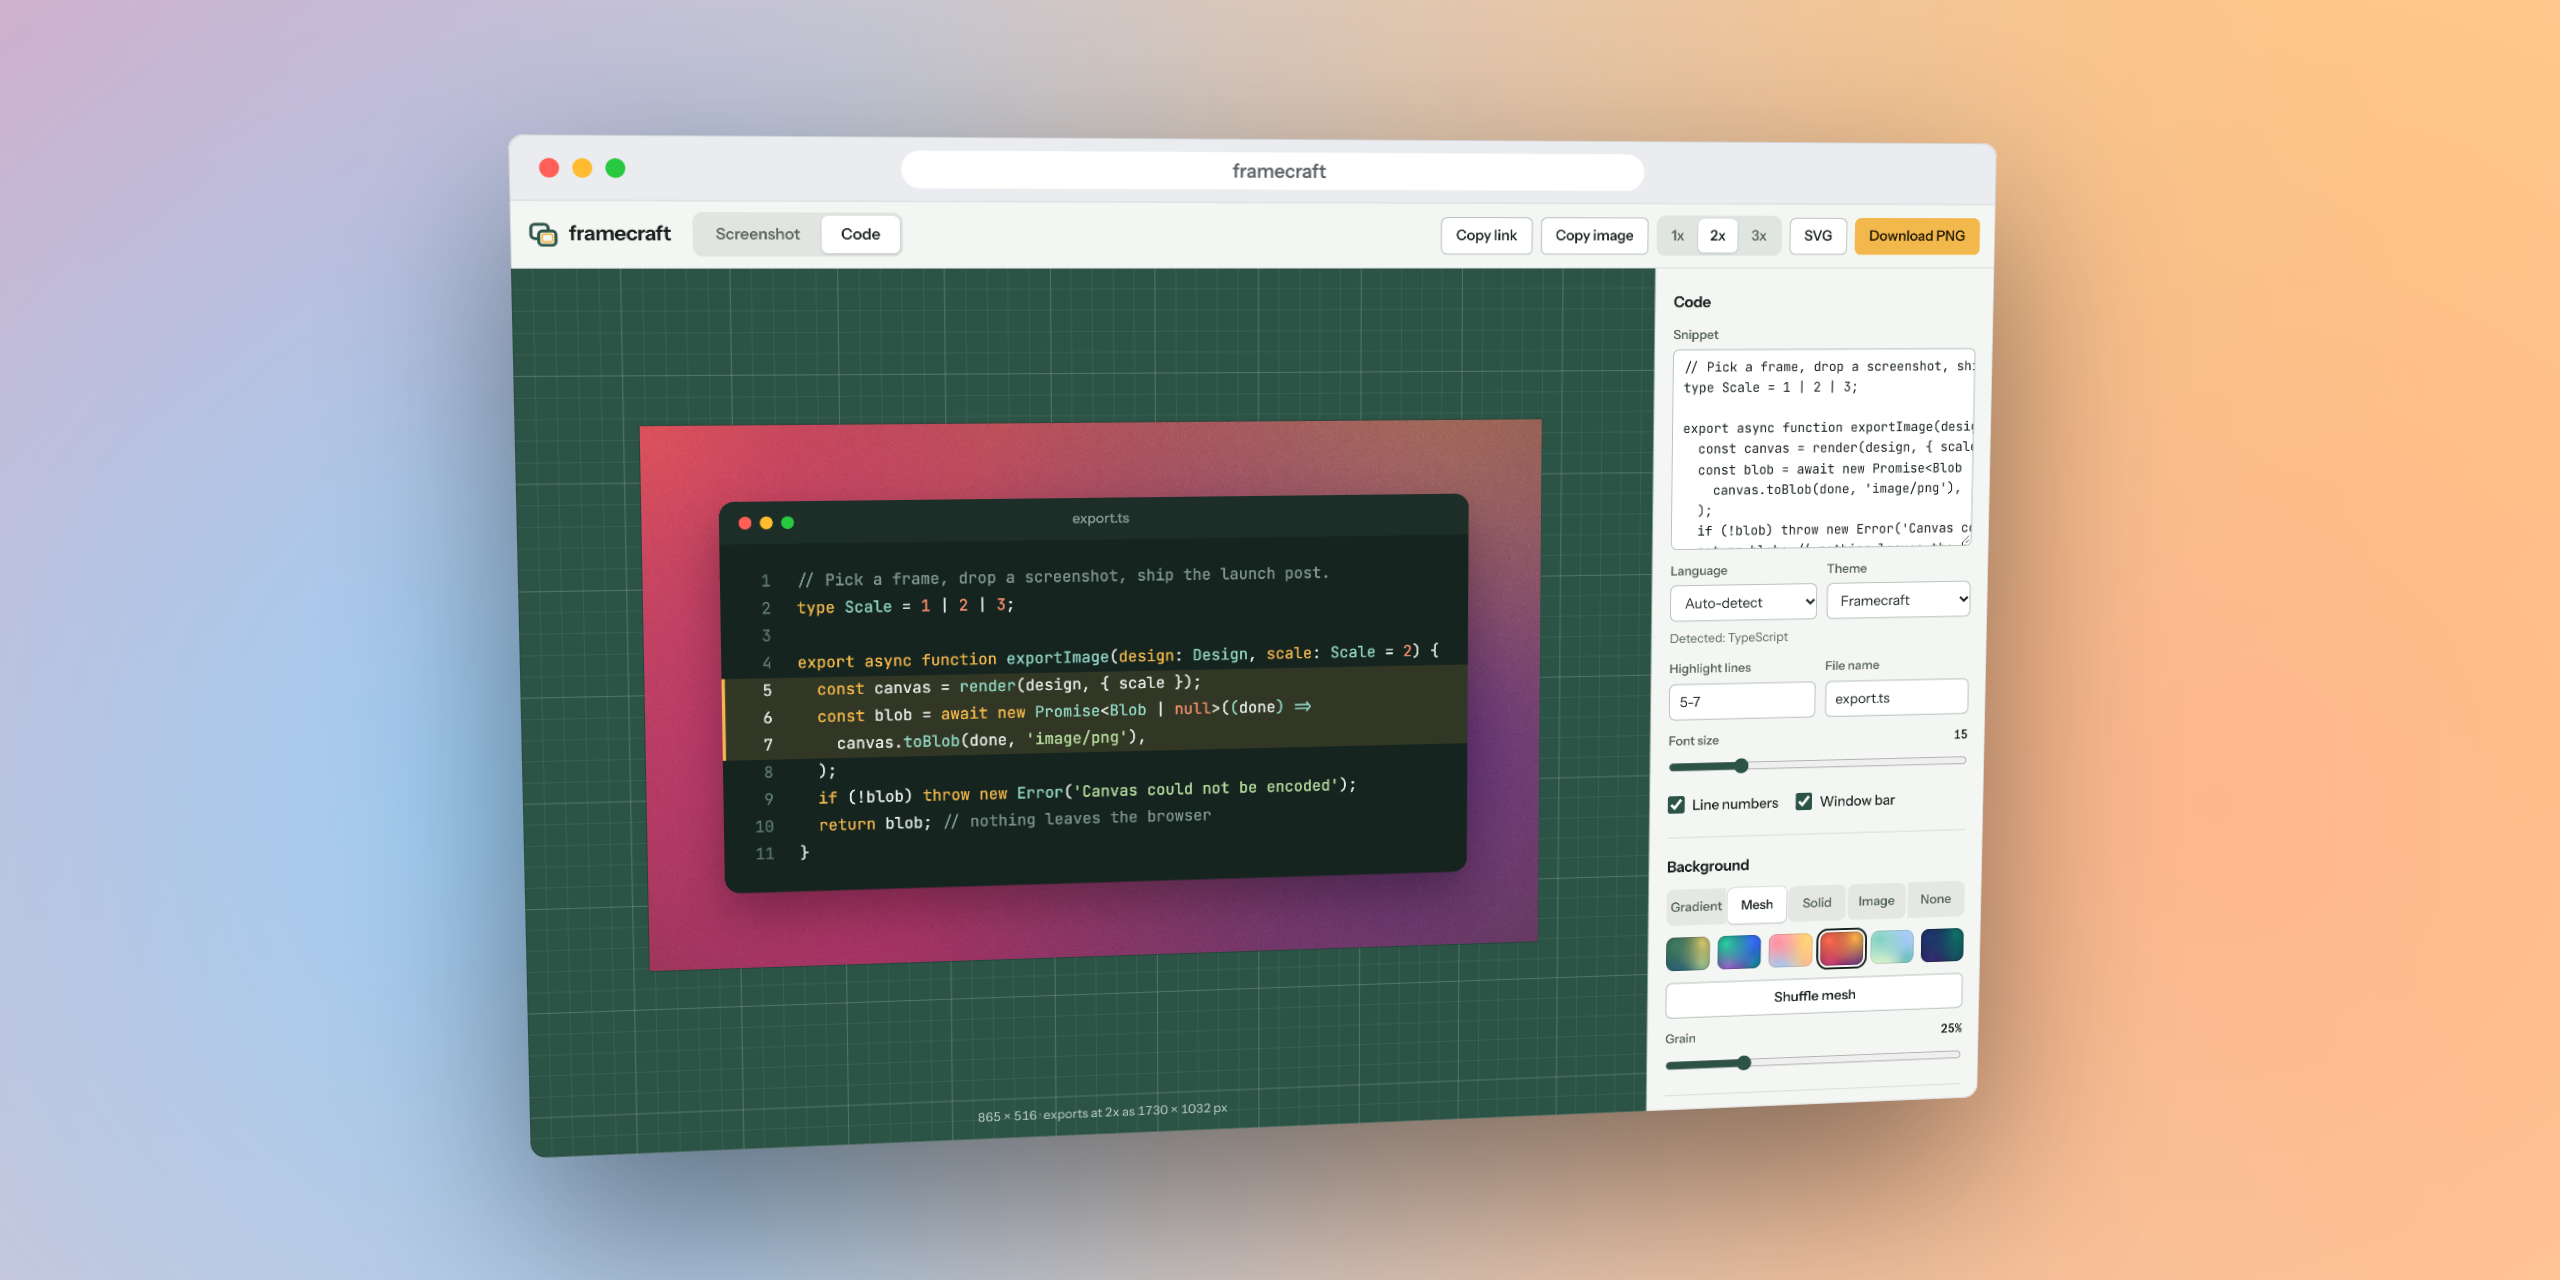 framecraft
framecraft
Screenshot
Code
Copy link
Copy image
1x
2x
3x
SVG
Download PNG
export.ts
1 // Pick a frame, drop a screenshot, ship the launch post.
2 type Scale = 1 | 2 | 3;
3
4 export async function exportImage(design: Design, scale: Scale = 2) {
5 const canvas = render(design, { scale });
6 const blob = await new Promise<Blob | null>((done) =>
7 canvas.toBlob(done, 'image/png'),
8 );
9 if (!blob) throw new Error('Canvas could not be encoded');
10 return blob; // nothing leaves the browser
11 }
865 × 516 · exports at 2x as 1730 × 1032 px
Code
Snippet
// Pick a frame, drop a screenshot, shi
type Scale = 1 | 2 | 3;
export async function exportImage(desig
const canvas = render(design, { scale
const blob = await new Promise<Blob
canvas.toBlob(done, 'image/png'),
);
if (!blob) throw new Error('Canvas co
Language
Theme
Auto-detect
Framecraft
Detected: TypeScript
Highlight lines
File name
5-7
export.ts
Font size
15
Line numbers
Window bar
Background
Gradient
Mesh
Solid
Image
None
Shuffle mesh
Grain
25%